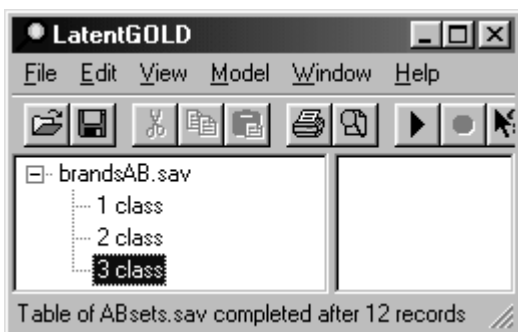 LatentGOLD
File Edit View Model Window Help
brandsAB.sav
1 class
2 class
3 class
Table of ABsets.sav completed after 12 records